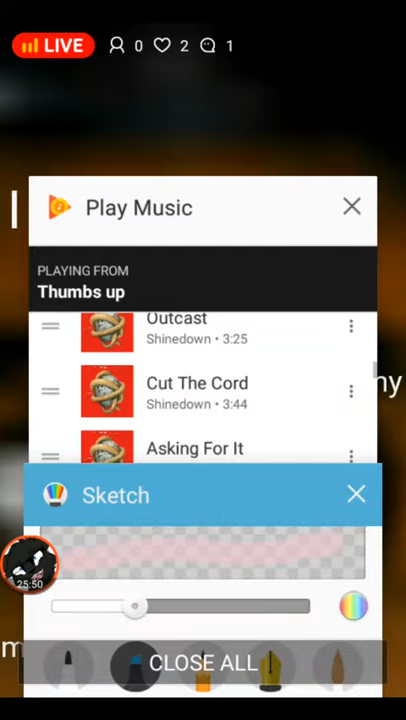 LIVE 0 2 1
Play Music
PLAYING FROM
Thumbs up
Outcast
Shinedown • 3:25
Cut The Cord
Shinedown • 3:44
Asking For It
Sketch
25:50
CLOSE ALL